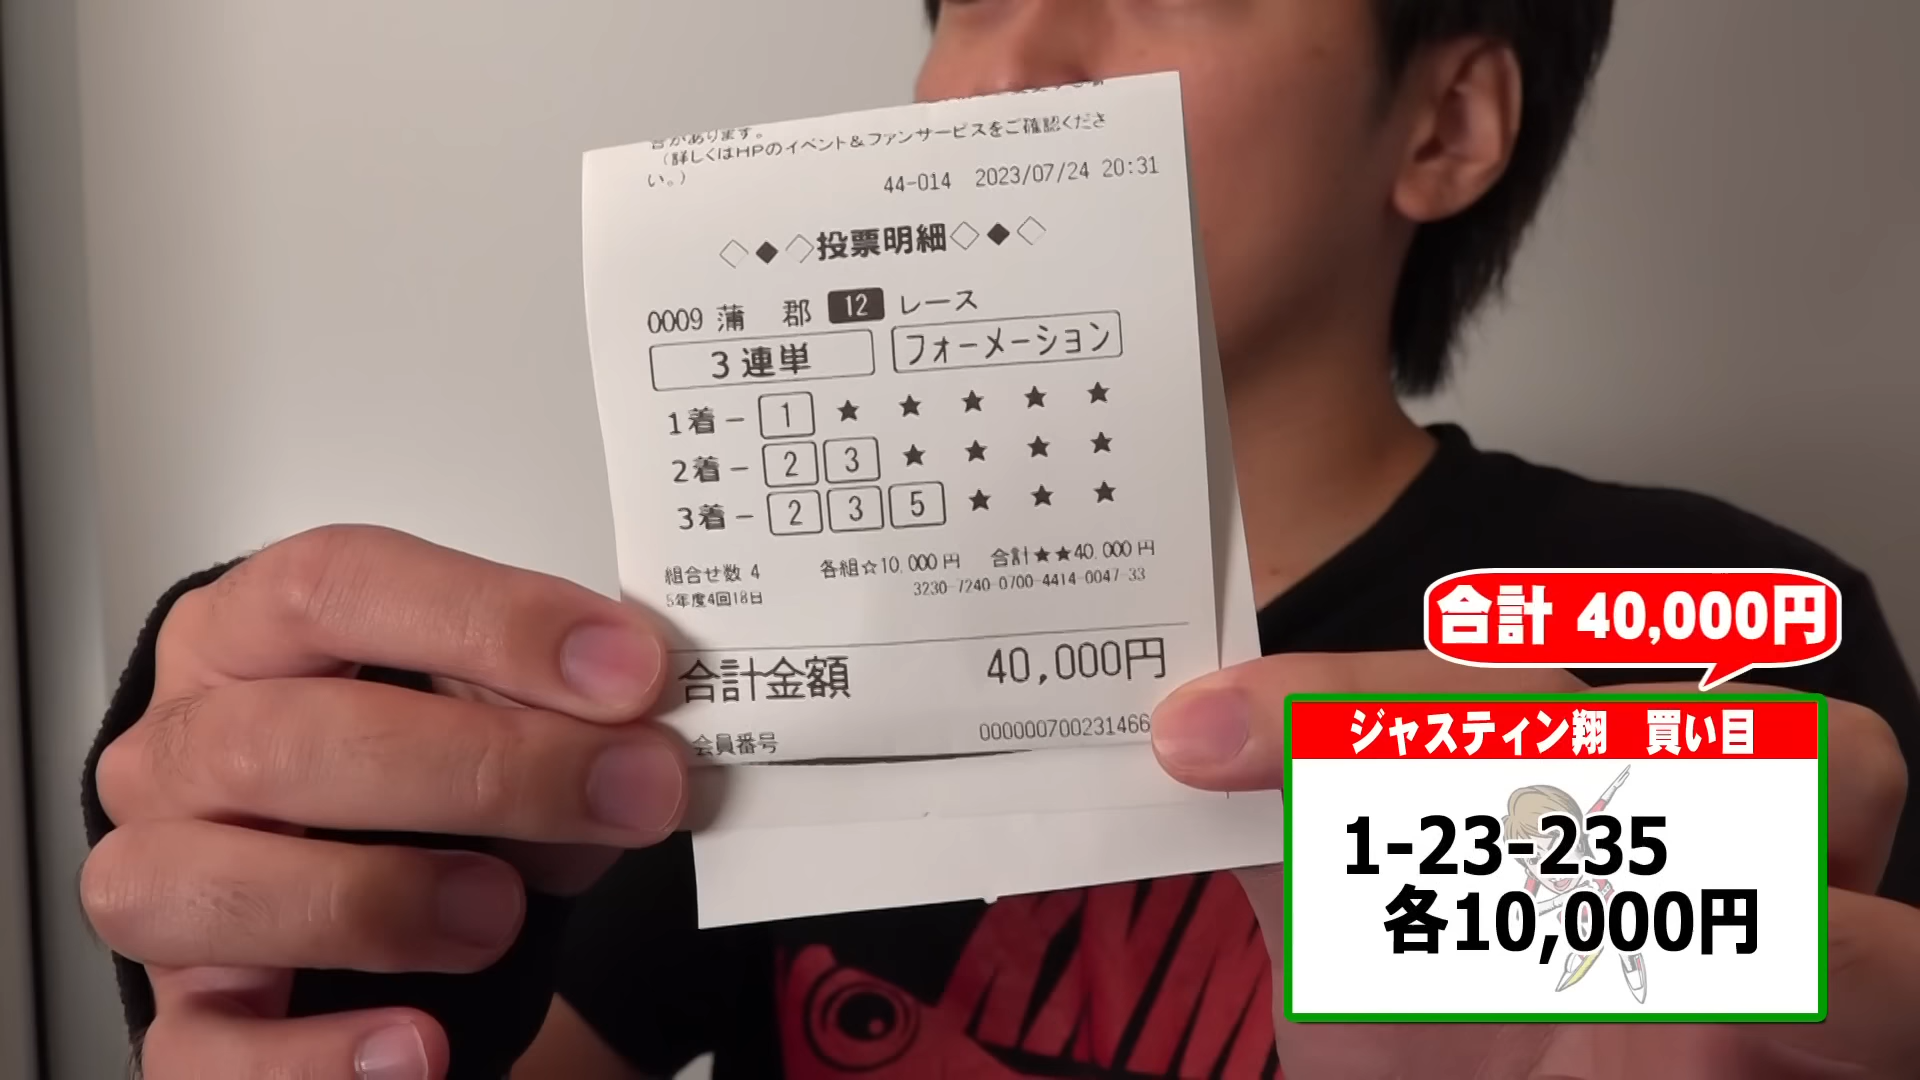 合があります。
（詳しくはHPのイベント＆ファンサービスをご確認くださ
い。）
44-014 2023/07/24 20:31
◇◆◇投票明細◇◆◇
0009 蒲 郡 12 レース
3連単 フォーメーション
1着－ 1 ★ ★ ★ ★ ★
2着－ 2 3 ★ ★ ★ ★
3着－ 2 3 5 ★ ★ ★
組合せ数 4 各組☆10,000円 合計★★40,000円
5年度4回18日 3230-7240-0700-4414-0047-33
合計金額 40,000円
会員番号 000000700231466
合計 40,000円
ジャスティン翔 買い目
1-23-235
各10,000円